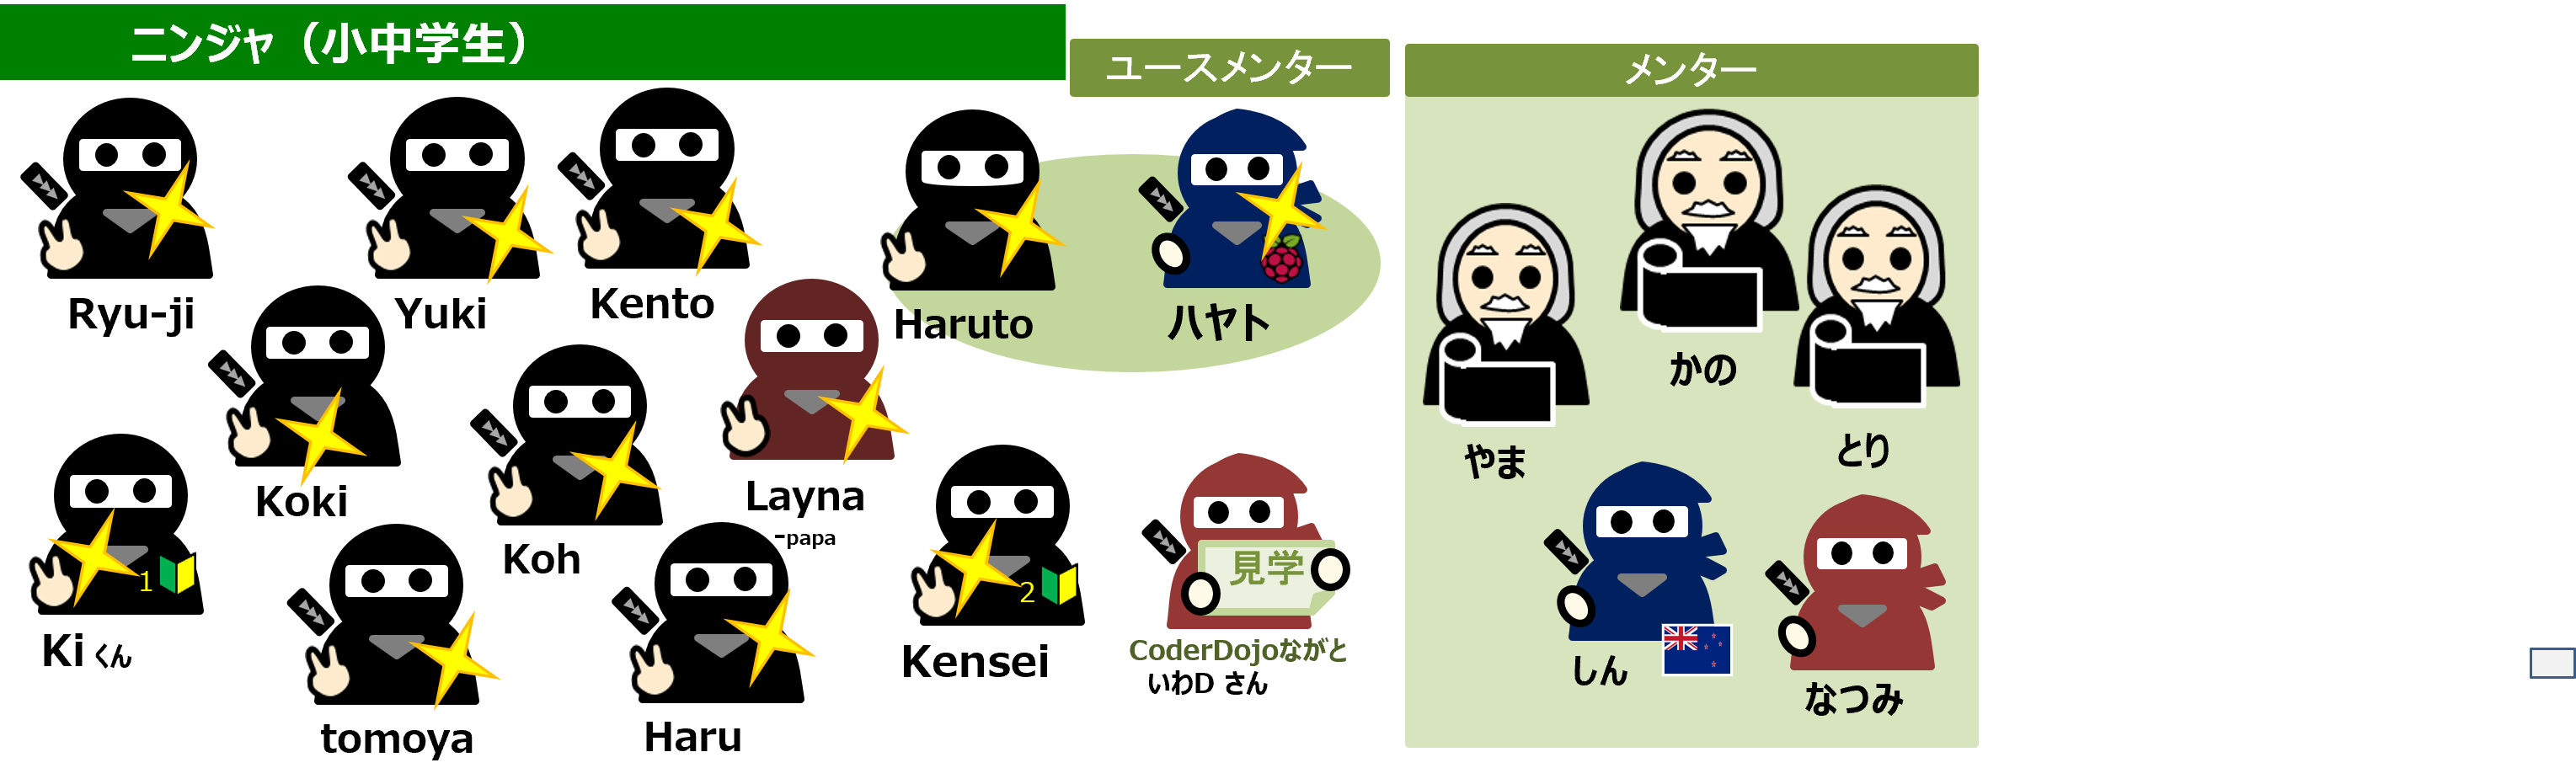 ニンジャ（小中学生）
ユースメンター
メンター
Ryu-ji
Yuki
Kento
Haruto
ハヤト
かの
やま
とり
Koki
Koh
Layna
-papa
1
Ki くん
tomoya
Haru
2
Kensei
見学
CoderDojoながと
いわD さん
しん
なつみ